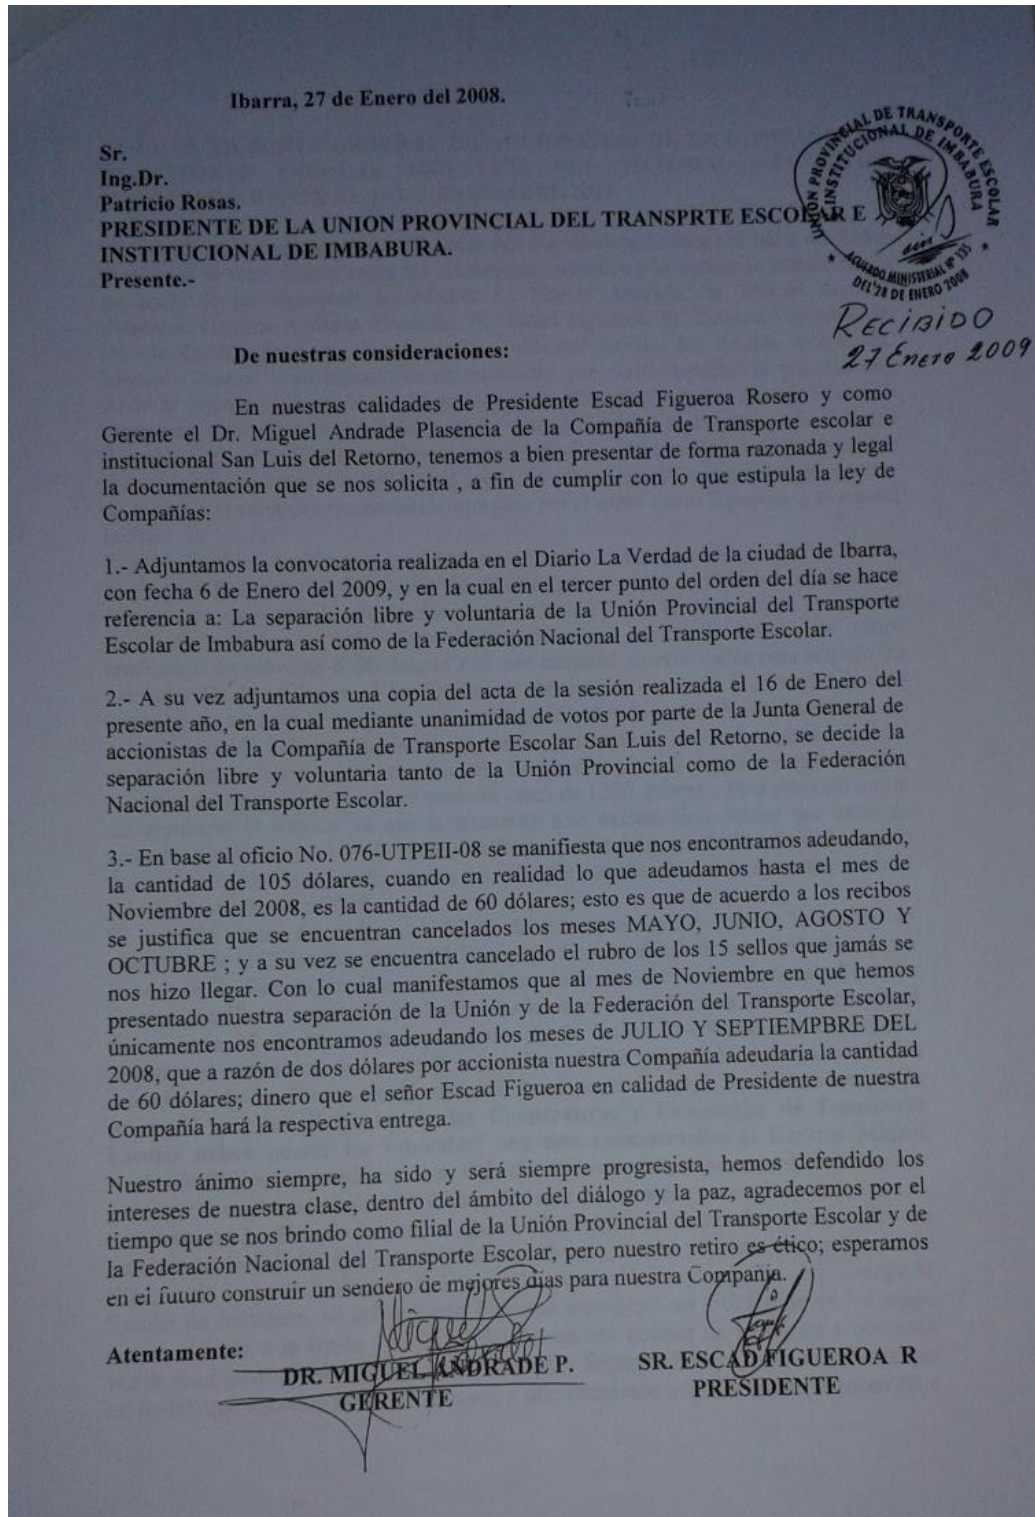 Ibarra, 27 de Enero del 2008.
Sr.
Ing.Dr.
Patricio Rosas.
PRESIDENTE DE LA UNION PROVINCIAL DEL TRANSPRTE ESCOLAR E
INSTITUCIONAL DE IMBABURA.
Presente.-
UNION PROVINCIAL DE TRANSPORTE ESCOLAR
INSTITUCIONAL DE IMBABURA
ACUERDO MINISTERIAL Nº 135
DEL 28 DE ENERO 2008
RECIBIDO
27 Enero 2009
De nuestras consideraciones:
En nuestras calidades de Presidente Escad Figueroa Rosero y como
Gerente el Dr. Miguel Andrade Plasencia de la Compañía de Transporte escolar e
institucional San Luis del Retorno, tenemos a bien presentar de forma razonada y legal
la documentación que se nos solicita , a fin de cumplir con lo que estipula la ley de
Compañías:
1.- Adjuntamos la convocatoria realizada en el Diario La Verdad de la ciudad de Ibarra,
con fecha 6 de Enero del 2009, y en la cual en el tercer punto del orden del día se hace
referencia a: La separación libre y voluntaria de la Unión Provincial del Transporte
Escolar de Imbabura así como de la Federación Nacional del Transporte Escolar.
2.- A su vez adjuntamos una copia del acta de la sesión realizada el 16 de Enero del
presente año, en la cual mediante unanimidad de votos por parte de la Junta General de
accionistas de la Compañía de Transporte Escolar San Luis del Retorno, se decide la
separación libre y voluntaria tanto de la Unión Provincial como de la Federación
Nacional del Transporte Escolar.
3.- En base al oficio No. 076-UTPEII-08 se manifiesta que nos encontramos adeudando,
la cantidad de 105 dólares, cuando en realidad lo que adeudamos hasta el mes de
Noviembre del 2008, es la cantidad de 60 dólares; esto es que de acuerdo a los recibos
se justifica que se encuentran cancelados los meses MAYO, JUNIO, AGOSTO Y
OCTUBRE ; y a su vez se encuentra cancelado el rubro de los 15 sellos que jamás se
nos hizo llegar. Con lo cual manifestamos que al mes de Noviembre en que hemos
presentado nuestra separación de la Unión y de la Federación del Transporte Escolar,
únicamente nos encontramos adeudando los meses de JULIO Y SEPTIEMPBRE DEL
2008, que a razón de dos dólares por accionista nuestra Compañía adeudaría la cantidad
de 60 dólares; dinero que el señor Escad Figueroa en calidad de Presidente de nuestra
Compañía hará la respectiva entrega.
Nuestro ánimo siempre, ha sido y será siempre progresista, hemos defendido los
intereses de nuestra clase, dentro del ámbito del diálogo y la paz, agradecemos por el
tiempo que se nos brindo como filial de la Unión Provincial del Transporte Escolar y de
la Federación Nacional del Transporte Escolar, pero nuestro retiro es ético; esperamos
en el futuro construir un sendero de mejores días para nuestra Compañía.
Atentamente:
DR. MIGUEL ANDRADE P.
GERENTE
SR. ESCAD FIGUEROA R
PRESIDENTE